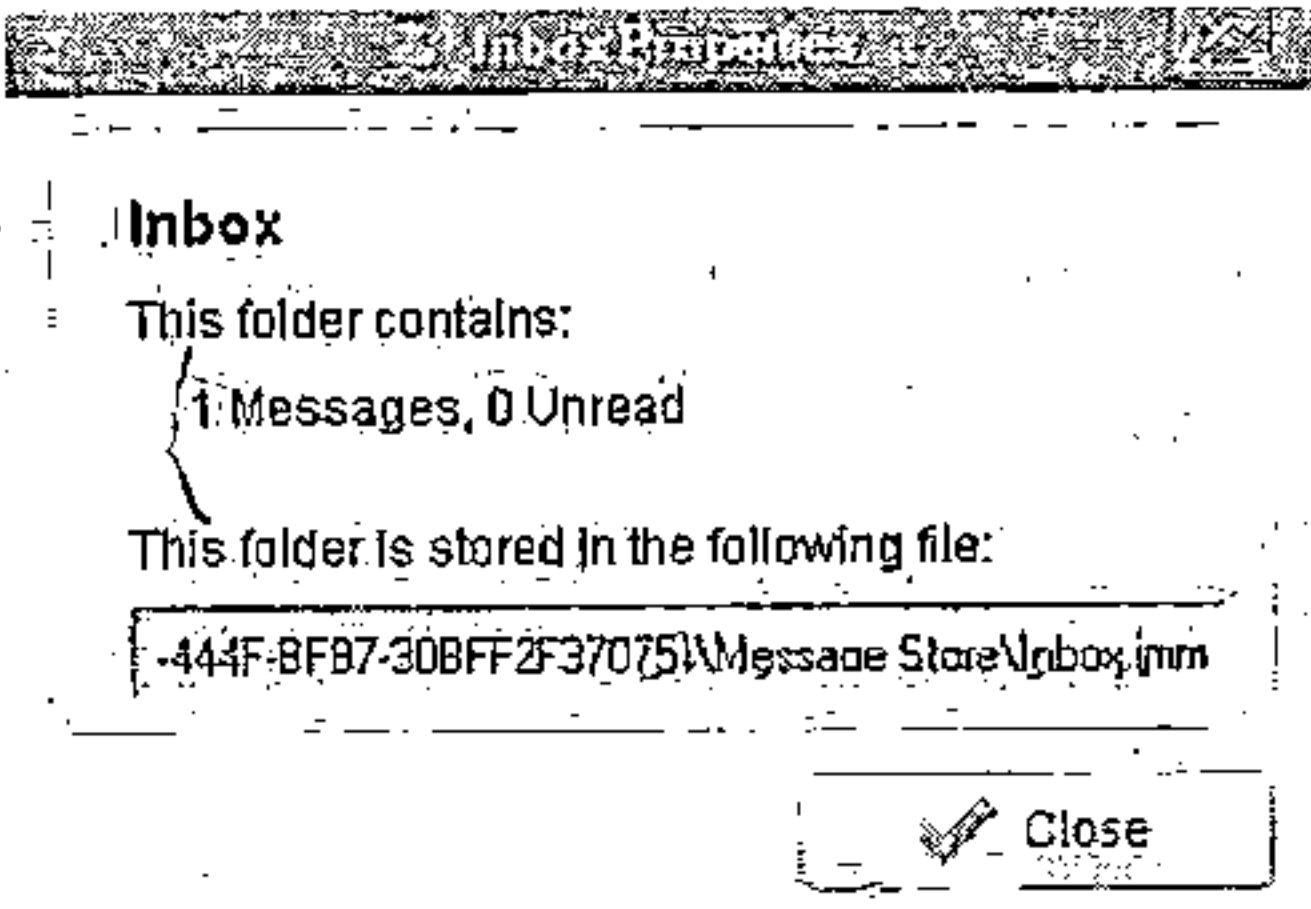 Inbox Properties
Inbox
This folder contains:
1 Messages, 0 Unread
This folder is stored in the following file:
-444F-BF87-30BFF2F37075}\Message Store\Inbox.imm
Close